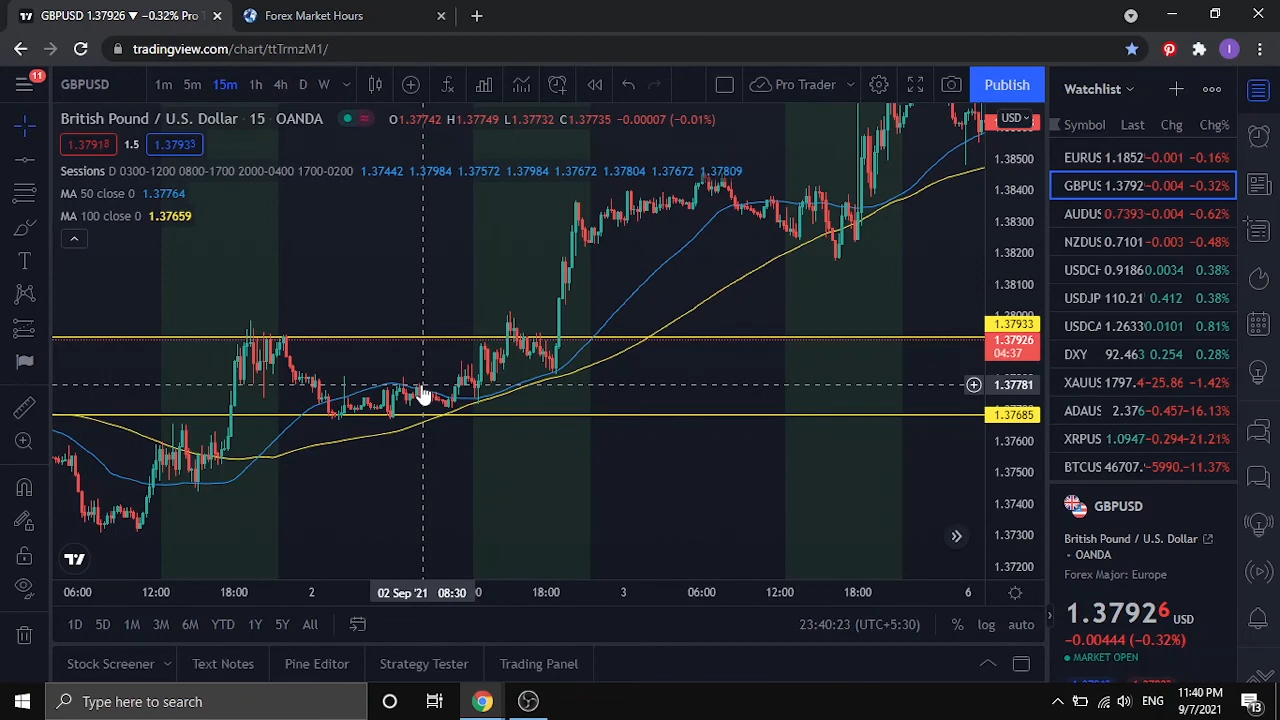 GBPUSD 1.37926 ▼ −0.32% Pro 1
Forex Market Hours
tradingview.com/chart/ttTrmzM1/
I
11
GBPUSD 1m 5m 15m 1h 4h D W Pro Trader Publish
Watchlist
British Pound / U.S. Dollar · 15 · OANDA O1.37742 H1.37749 L1.37732 C1.37735 −0.00007 (−0.01%)
USD
1.37918 1.5 1.37933
Sessions D 0300-1200 0800-1700 2000-0400 1700-0200 1.37442 1.37984 1.37572 1.37984 1.37672 1.37804 1.37672 1.37809
MA 50 close 0 1.37764
MA 100 close 0 1.37659
1.38500
1.38400
1.38300
1.38200
1.38100
1.37933
1.37926
04:37
1.37781
1.37685
1.37600
1.37500
1.37400
1.37300
1.37200
Symbol Last Chg Chg%
EURUS 1.1852 -0.001 -0.16%
GBPUS 1.3792 -0.004 -0.32%
AUDUS 0.7393 -0.004 -0.62%
NZDUS 0.7101 -0.003 -0.48%
USDCH 0.9186 0.0034 0.38%
USDJP 110.21 0.412 0.38%
USDCA 1.2633 0.0101 0.81%
DXY 92.463 0.254 0.28%
XAUUS 1797.4 -25.86 -1.42%
ADAUS 2.376 -0.457 -16.13%
XRPUS 1.0947 -0.294 -21.21%
BTCUS 46707. -5990. -11.37%
GBPUSD
British Pound / U.S. Dollar
- OANDA
Forex Major: Europe
1.37926 USD
−0.00444 (−0.32%)
MARKET OPEN
06:00 12:00 18:00 2 02 Sep '21 08:30 18:00 3 06:00 12:00 18:00 6
1D 5D 1M 3M 6M YTD 1Y 5Y All 23:40:23 (UTC+5:30) % log auto
Stock Screener Text Notes Pine Editor Strategy Tester Trading Panel
Type here to search
ENG
11:40 PM
9/7/2021
13